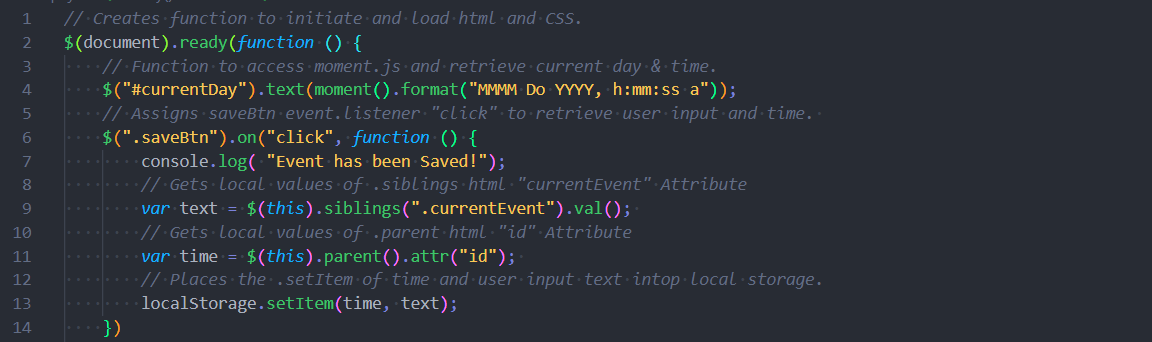 1 // Creates function to initiate and load html and CSS.
2 $(document).ready(function () {
3 // Function to access moment.js and retrieve current day & time.
4 $("#currentDay").text(moment().format("MMMM Do YYYY, h:mm:ss a"));
5 // Assigns saveBtn event.listener "click" to retrieve user input and time.
6 $(".saveBtn").on("click", function () {
7 console.log( "Event has been Saved!");
8 // Gets local values of .siblings html "currentEvent" Attribute
9 var text = $(this).siblings(".currentEvent").val();
10 // Gets local values of .parent html "id" Attribute
11 var time = $(this).parent().attr("id");
12 // Places the .setItem of time and user input text intop local storage.
13 localStorage.setItem(time, text);
14 })